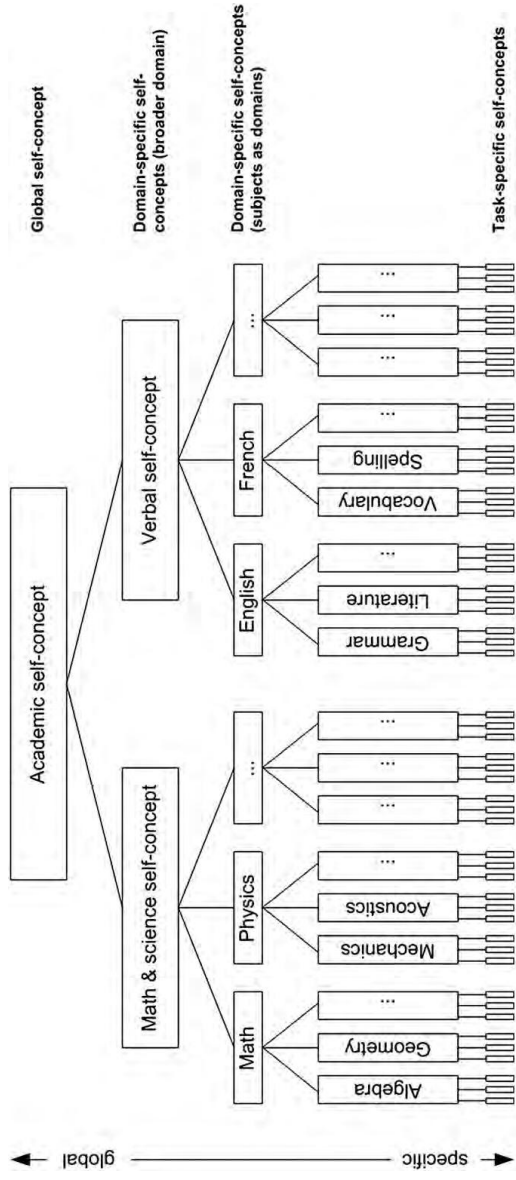 Global self-concept
Academic self-concept
Domain-specific self-
concepts (broader domain)
Math & science self-concept
Verbal self-concept
Domain-specific self-concepts
(subjects as domains)
Math
Physics
...
English
French
...
Algebra
Geometry
...
Mechanics
Acoustics
...
...
...
...
Grammar
Literature
...
Vocabulary
Spelling
...
...
...
...
Task-specific self-concepts
global
specific